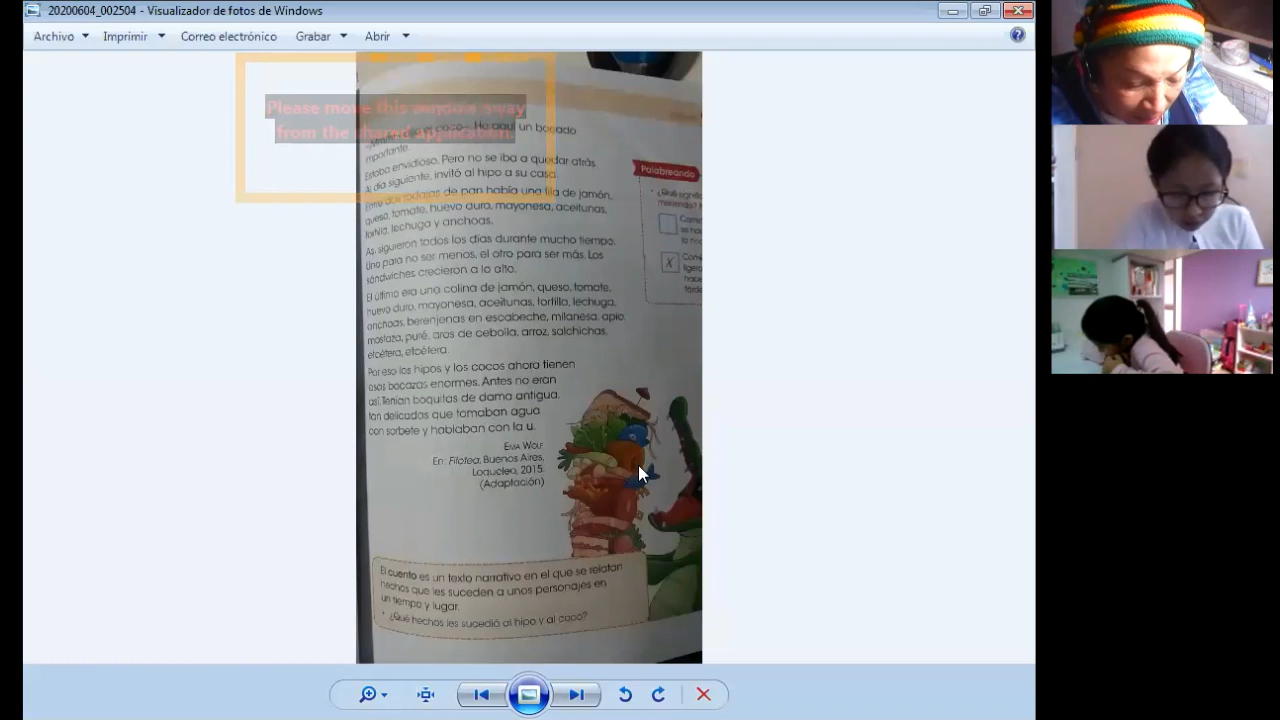 20200604_002504 - Visualizador de fotos de Windows
Archivo Imprimir Correo electrónico Grabar Abrir
Please move this window away
from the shared application.
coco—. He aquí un bocado
importante.
Estaba envidioso. Pero no se iba a quedar atrás.
Al día siguiente, invitó al hipo a su casa.
Entre dos rodajas de pan había una fila de jamón,
queso, tomate, huevo duro, mayonesa, aceitunas,
tortilla, lechuga y anchoas.
Así siguieron todos los días durante mucho tiempo.
Uno para no ser menos, el otro para ser más. Los
sándwiches crecieron a lo alto.
El último era una colina de jamón, queso, tomate,
huevo duro, mayonesa, aceitunas, tortilla, lechuga,
anchoas, berenjenas en escabeche, milanesa, apio,
mostaza, puré, aros de cebolla, arroz, salchichas,
etcétera, etcétera.
Por eso los hipos y los cocos ahora tienen
esas bocazas enormes. Antes no eran
así. Tenían boquitas de dama antigua,
tan delicadas que tomaban agua
con sorbete y hablaban con la u.
Ema Wolf
En: Filotea, Buenos Aires,
Loqueleo, 2015.
(Adaptación)
Palabreando
X
El cuento es un texto narrativo en el que se relatan
hechos que les suceden a unos personajes en
un tiempo y lugar.
• ¿Qué hechos les sucedió al hipo y al coco?